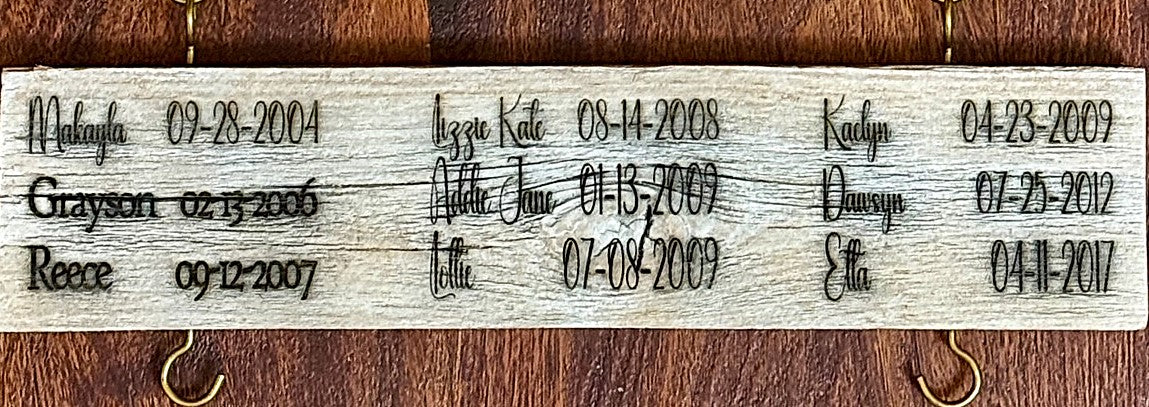 Makayla 09-28-2004 Lizzie Kate 08-14-2008 Kaelyn 04-23-2009
Grayson 02-13-2006 Addie Jane 01-13-2009 Dawsyn 07-25-2012
Reece 09-12-2007 Lottie 07-08-2009 Etta 04-11-2017